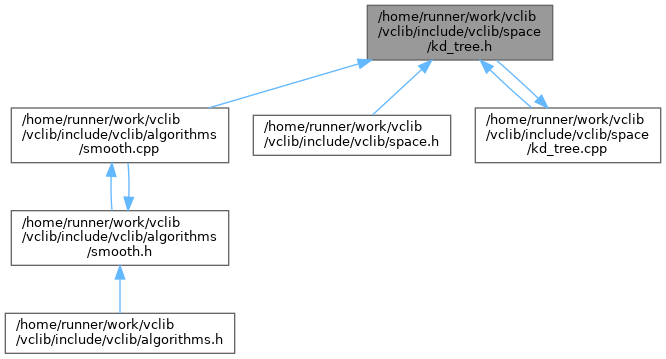 /home/runner/work/vclib
/vclib/include/vclib/space
/kd_tree.h
/home/runner/work/vclib
/vclib/include/vclib/algorithms
/smooth.cpp
/home/runner/work/vclib
/vclib/include/vclib/space.h
/home/runner/work/vclib
/vclib/include/vclib/space
/kd_tree.cpp
/home/runner/work/vclib
/vclib/include/vclib/algorithms
/smooth.h
/home/runner/work/vclib
/vclib/include/vclib/algorithms.h